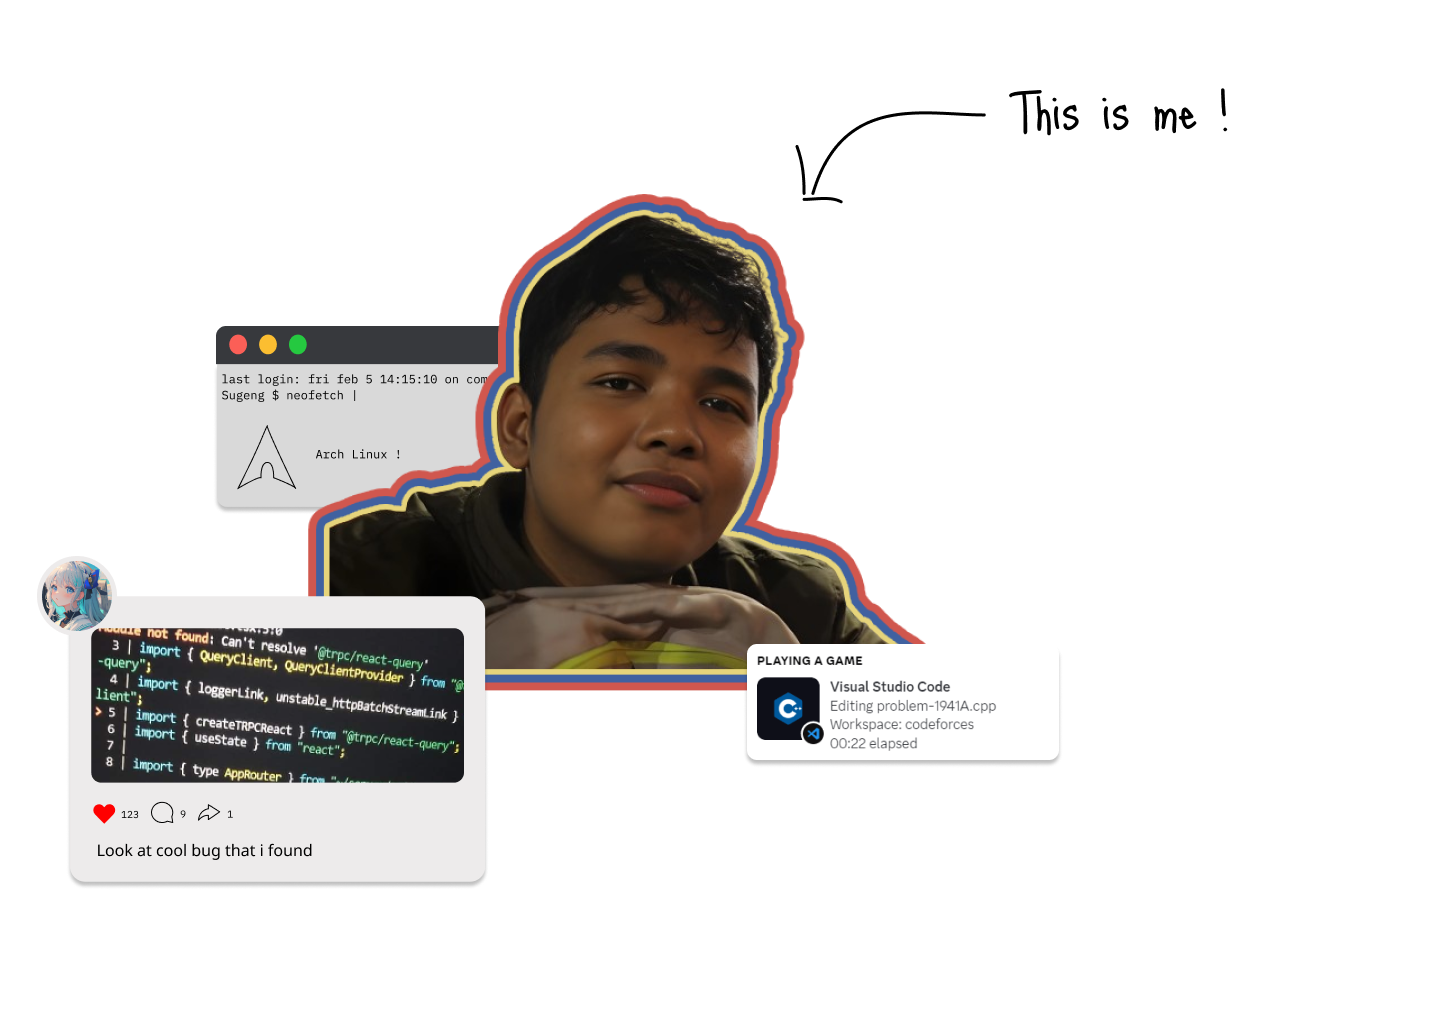 This is me !
last login: fri feb 5 14:15:10 on com
Sugeng $ neofetch |
Arch Linux !
Module not found: Can't resolve '@trpc/react-query'
3 | import { QueryClient, QueryClientProvider } from "@
-query";
4 | import { loggerLink, unstable_httpBatchStreamLink }
lient";
> 5 | import { createTRPCReact } from "@trpc/react-query";
6 | import { useState } from "react";
7 |
8 | import { type AppRouter } from
123 9 1
Look at cool bug that i found
PLAYING A GAME
Visual Studio Code
Editing problem-1941A.cpp
Workspace: codeforces
00:22 elapsed